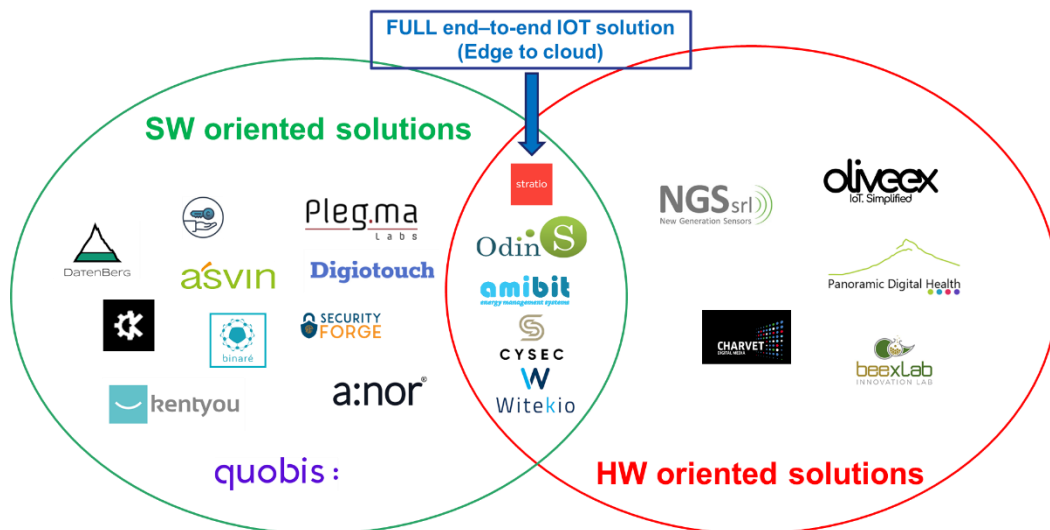 FULL end–to-end IOT solution
(Edge to cloud)
SW oriented solutions
DATENBERG
Pleg.ma
Labs
asvin
Digiotouch
binaré
SECURITY
FORGE
kentyou
a:nor®
quobis:
stratio
OdinS
amibit
energy management systems
CYSEC
Witekio
NGS srl
New Generation Sensors
oliveex
IoT. Simplified
Panoramic Digital Health
CHARVET
DIGITAL MEDIA
beexLab
INNOVATION LAB
HW oriented solutions